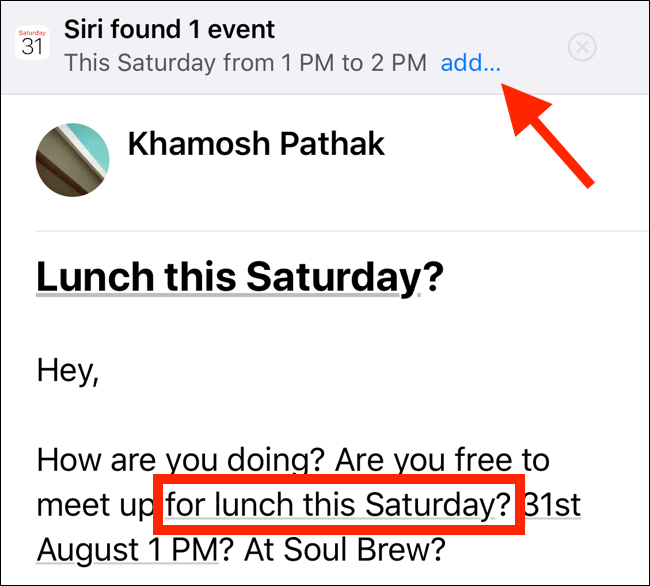 Siri found 1 event
Saturday
31
This Saturday from 1 PM to 2 PM add...
Khamosh Pathak
Lunch this Saturday?
Hey,
How are you doing? Are you free to
meet up for lunch this Saturday? 31st
August 1 PM? At Soul Brew?